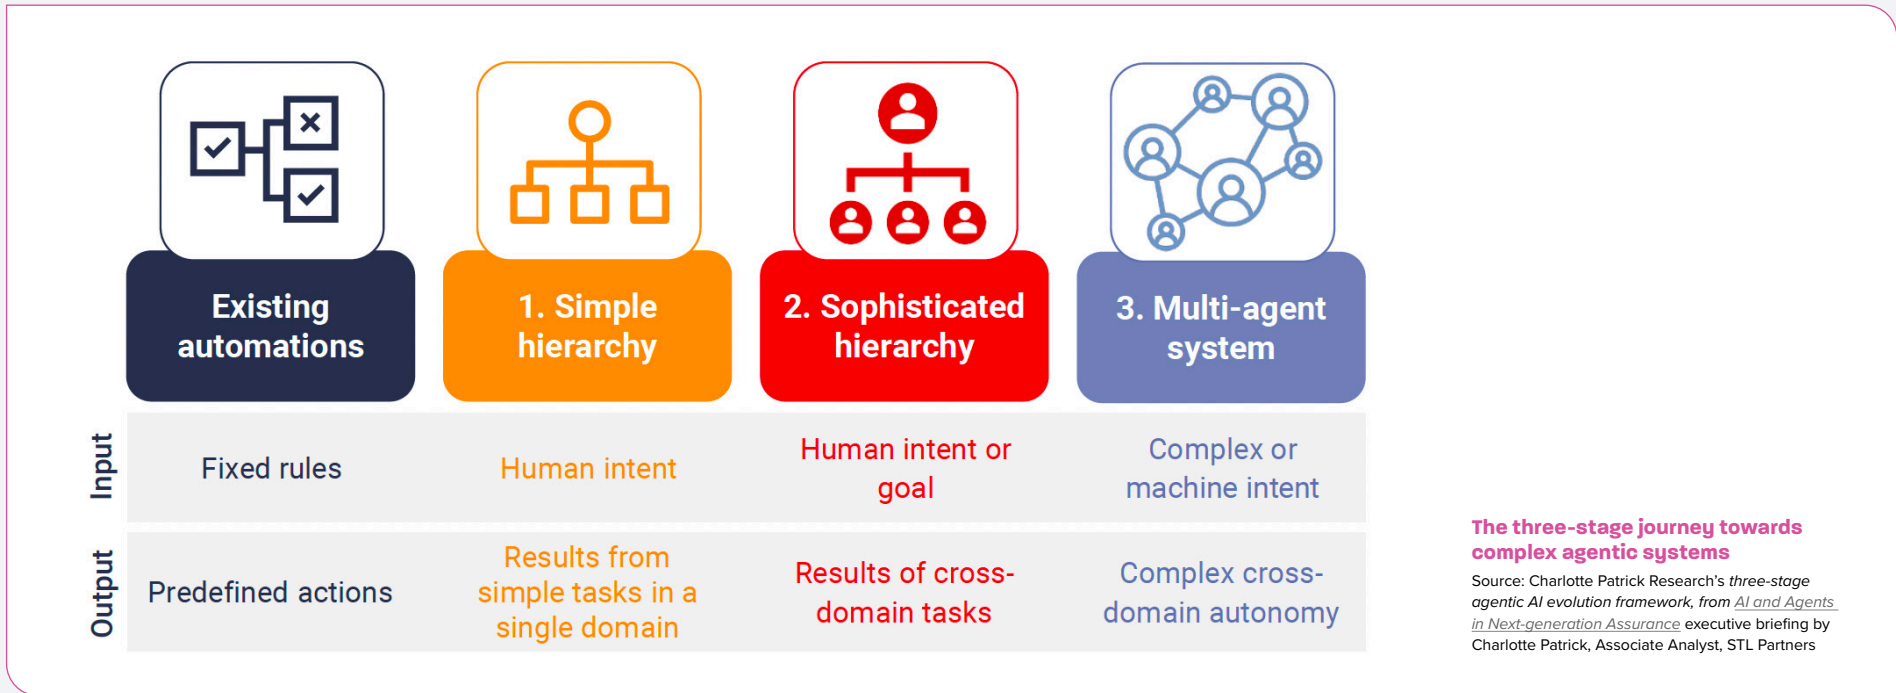 Existing
automations
1. Simple
hierarchy
2. Sophisticated
hierarchy
3. Multi-agent
system
Input
Fixed rules
Human intent
Human intent or
goal
Complex or
machine intent
Output
Predefined actions
Results from
simple tasks in a
single domain
Results of cross-
domain tasks
Complex cross-
domain autonomy
The three-stage journey towards
complex agentic systems
Source: Charlotte Patrick Research’s three-stage
agentic AI evolution framework, from AI and Agents
in Next-generation Assurance executive briefing by
Charlotte Patrick, Associate Analyst, STL Partners